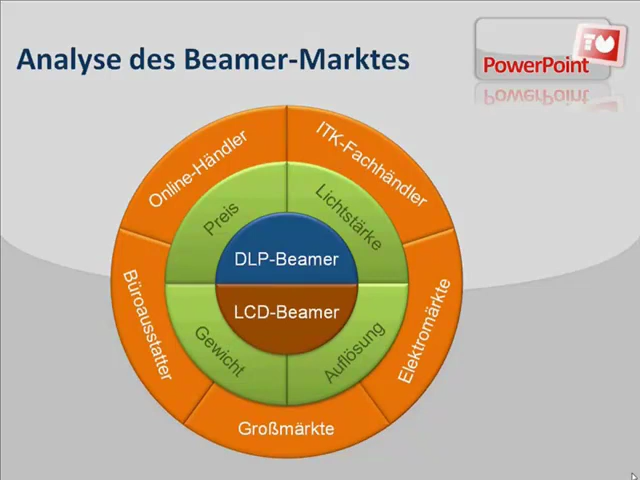 Analyse des Beamer-Marktes
PowerPoint
Online-Händler
ITK-Fachhändler
Preis
Lichtstärke
DLP-Beamer
LCD-Beamer
Büroausstatter
Elektromärkte
Gewicht
Auflösung
Großmärkte